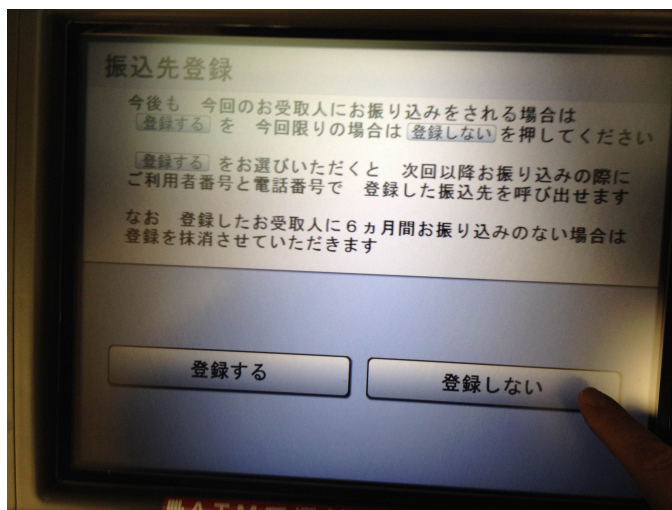 振込先登録
今後も 今回のお受取人にお振り込みをされる場合は
登録する を 今回限りの場合は 登録しない を押してください
登録する をお選びいただくと 次回以降お振り込みの際に
ご利用者番号と電話番号で 登録した振込先を呼び出せます
なお 登録したお受取人に6ヵ月間お振り込みのない場合は
登録を抹消させていただきます
登録する
登録しない
ATM